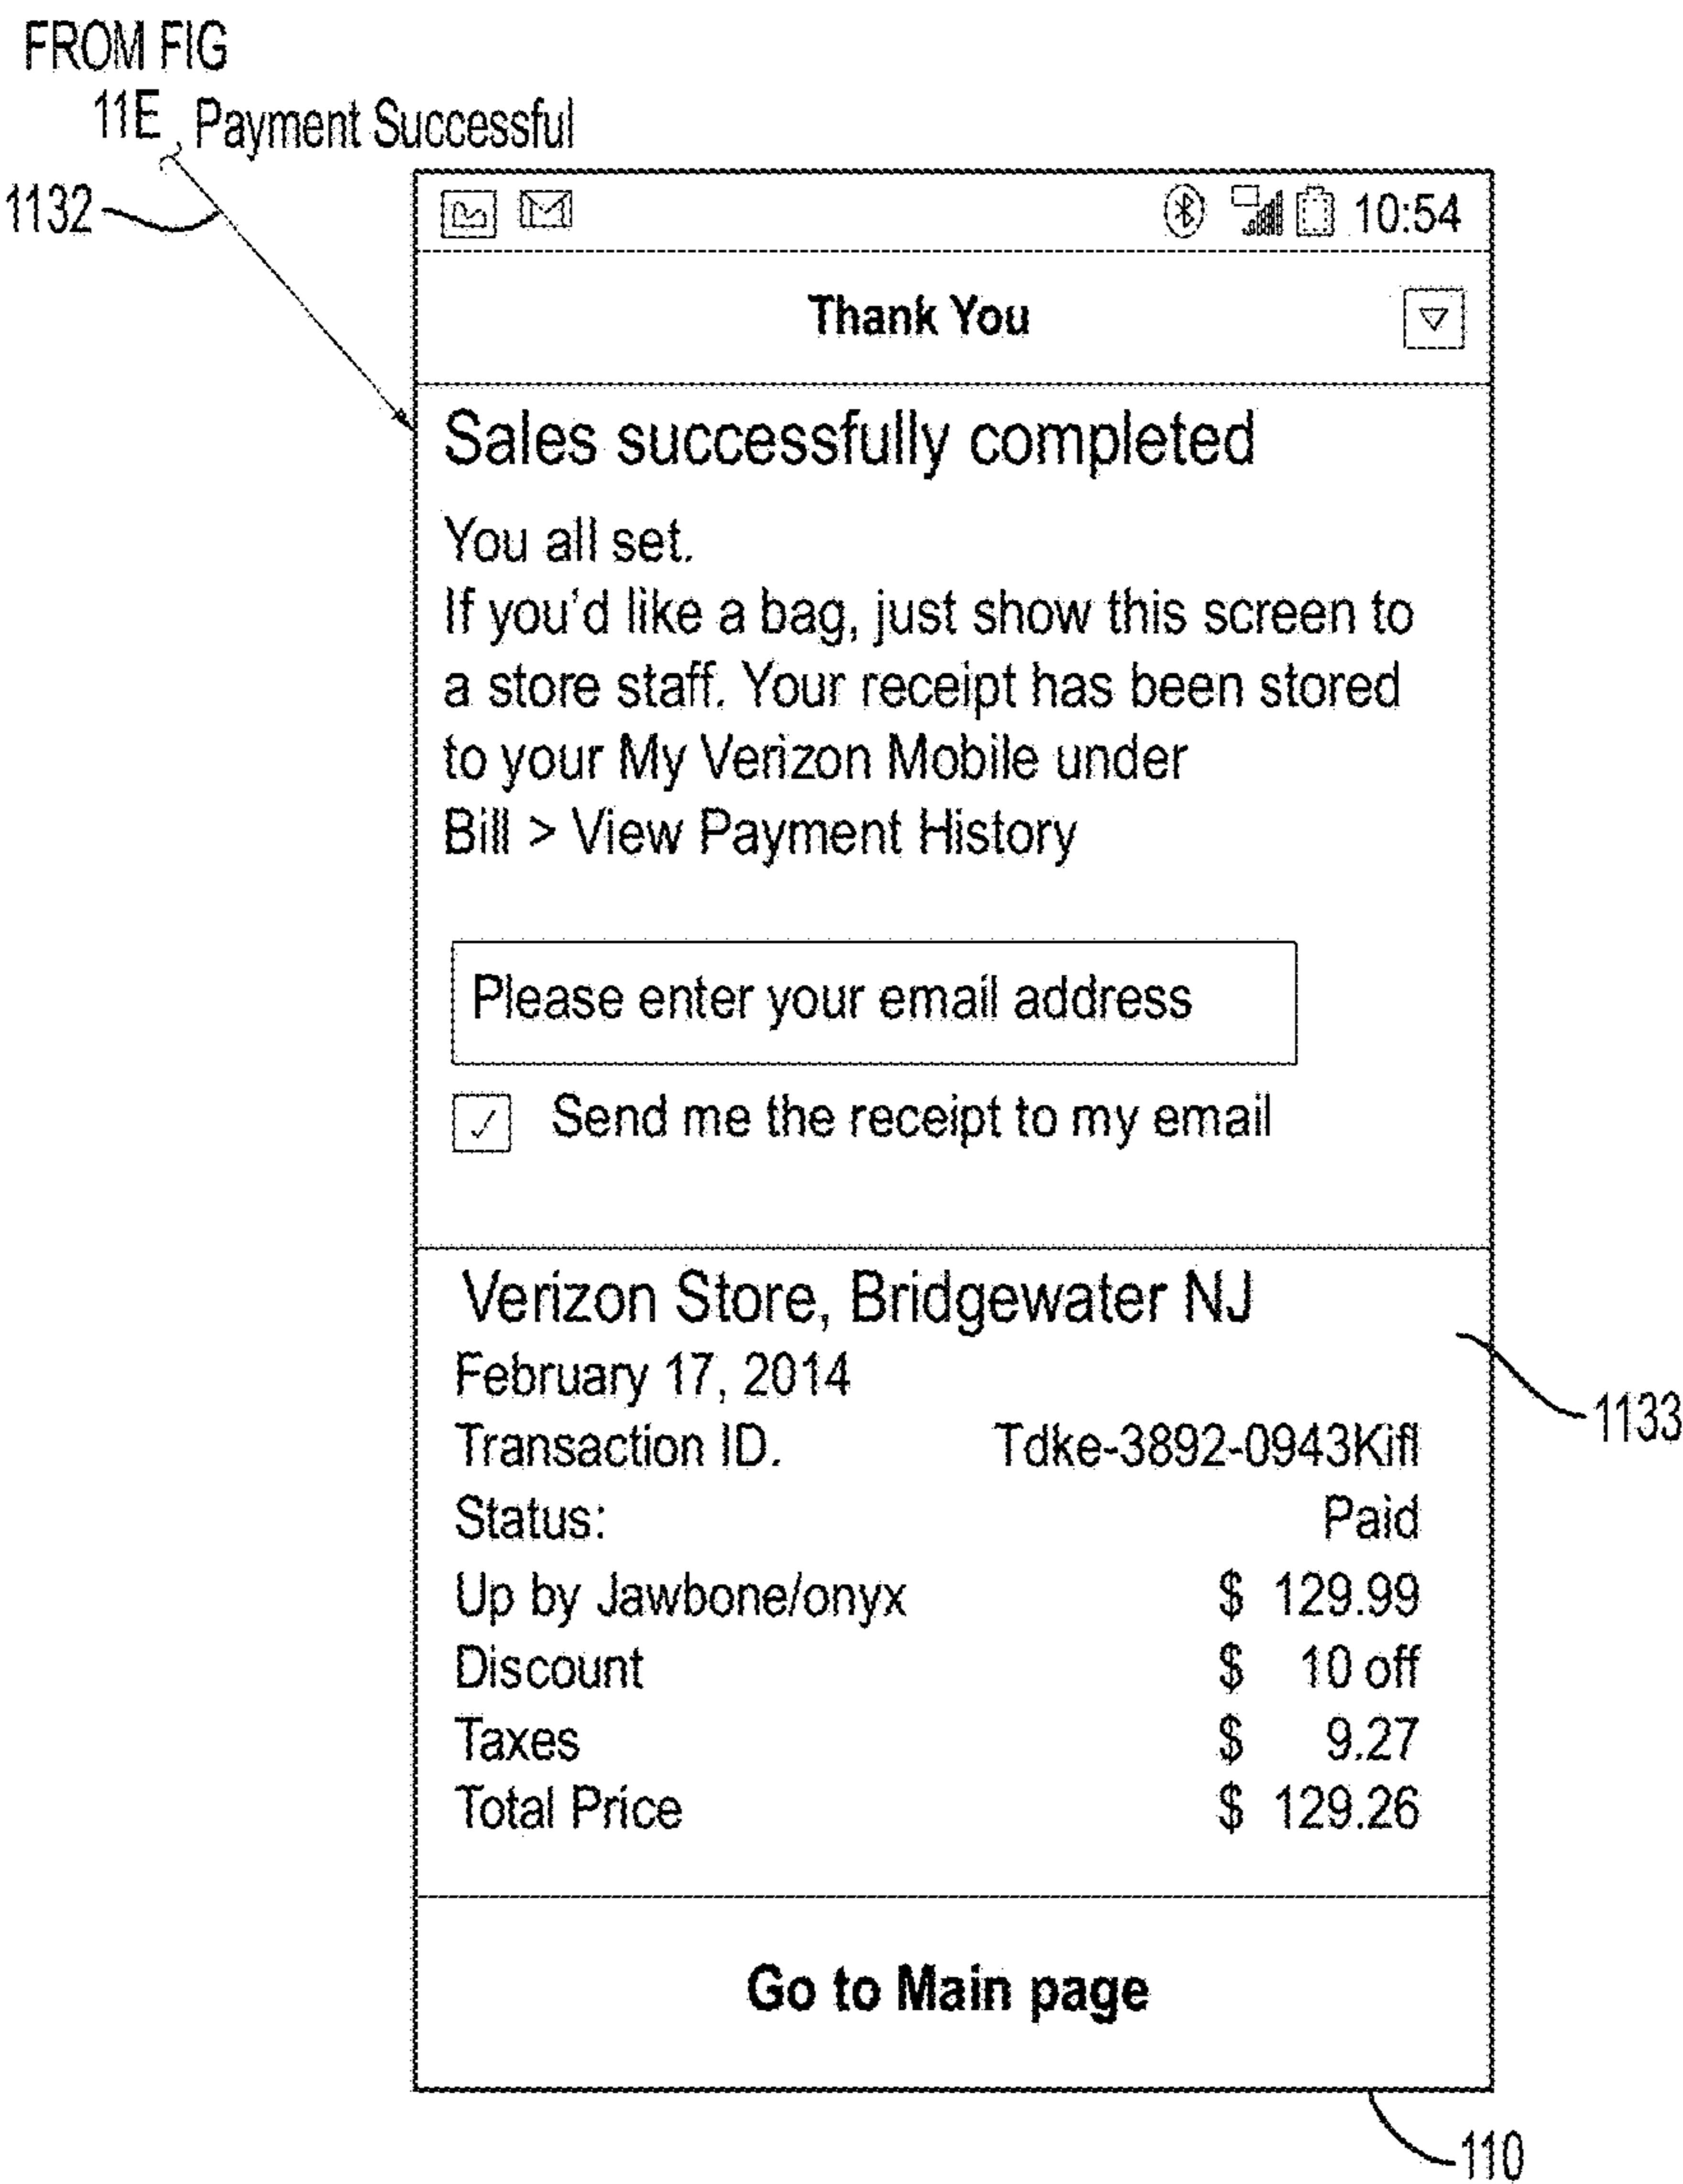 FROM FIG
11E
Payment Successful
1132
10:54
Thank You
Sales successfully completed
You all set.
If you'd like a bag, just show this screen to
a store staff. Your receipt has been stored
to your My Verizon Mobile under
Bill > View Payment History
Please enter your email address
Send me the receipt to my email
Verizon Store, Bridgewater NJ
February 17, 2014
1133
Transaction ID. Tdke-3892-0943Kifl
Status: Paid
Up by Jawbone/onyx $ 129.99
Discount $ 10 off
Taxes $ 9.27
Total Price $ 129.26
Go to Main page
110